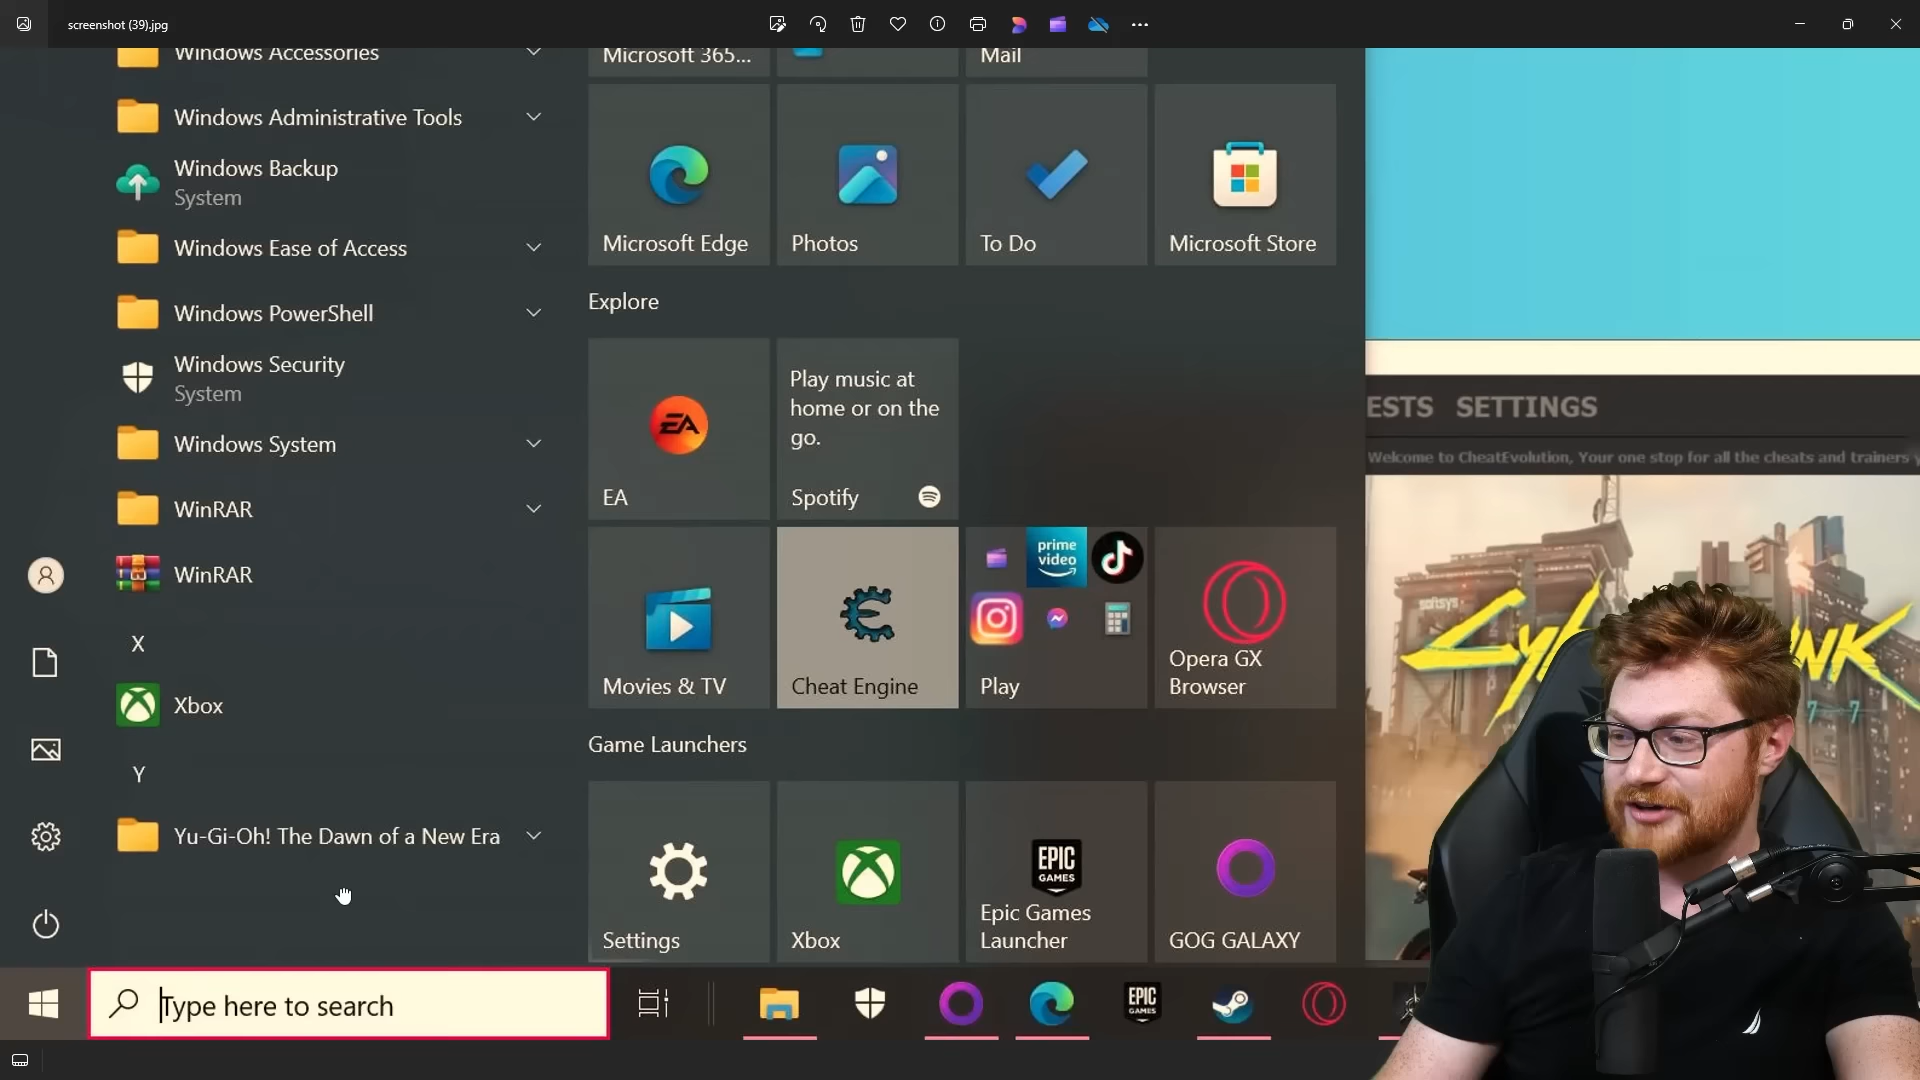 screenshot (39).jpg
Windows Accessories
Windows Administrative Tools
Windows Backup
System
Windows Ease of Access
Windows PowerShell
Windows Security
System
Windows System
WinRAR
WinRAR
X
Xbox
Y
Yu-Gi-Oh! The Dawn of a New Era
Microsoft 365...
Mail
Microsoft Edge
Photos
To Do
Microsoft Store
Explore
EA
EA
Play music at
home or on the
go.
Spotify
Movies & TV
Cheat Engine
prime
video
Play
Opera GX
Browser
Game Launchers
Settings
Xbox
EPIC
GAMES
Epic Games
Launcher
GOG GALAXY
ESTS SETTINGS
Welcome to CheatEvolution, Your one stop for all the cheats and trainers
softsys
Type here to search
EPIC
GAMES